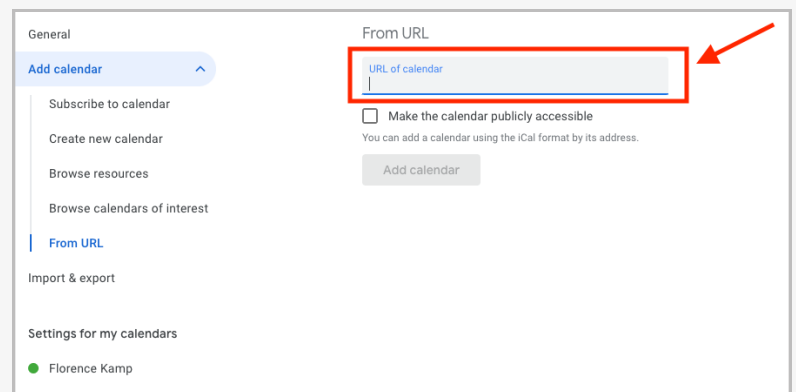 General
Add calendar
Subscribe to calendar
Create new calendar
Browse resources
Browse calendars of interest
From URL
Import & export
Settings for my calendars
Florence Kamp
From URL
URL of calendar
Make the calendar publicly accessible
You can add a calendar using the iCal format by its address.
Add calendar